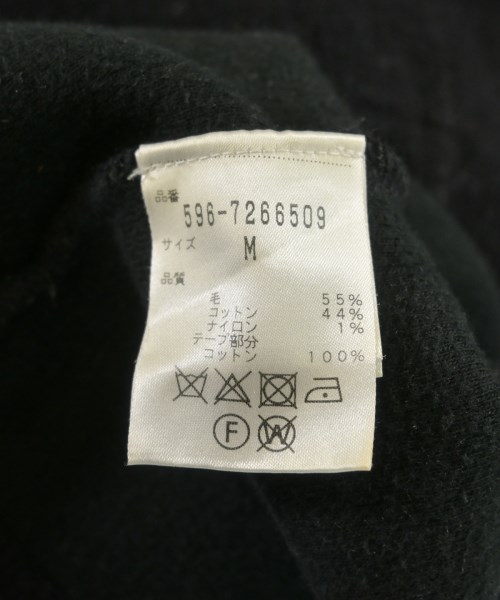 品番
596-7266509
サイズ M
品質
毛 55%
コットン 44%
ナイロン 1%
テープ部分
コットン 100%
F W